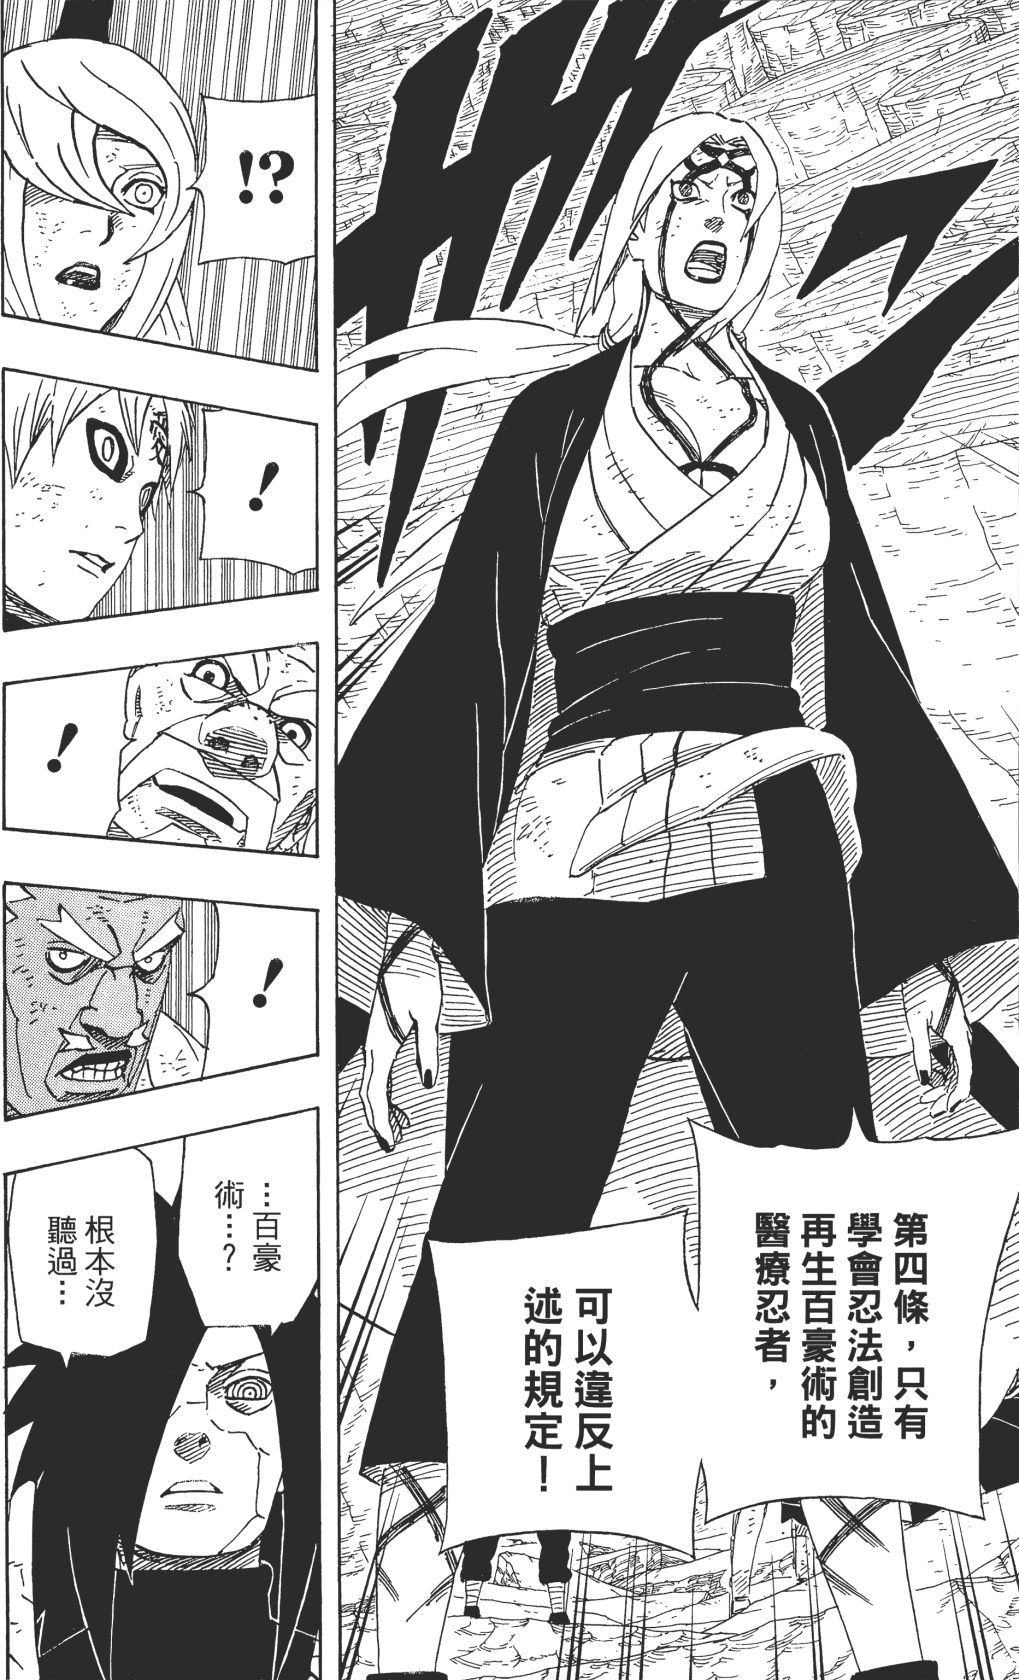 第四條，只有
學會忍法創造
再生百豪術的
醫療忍者，
可以違反上
述的規定！
!?
！
！
！
…百豪
術…？
根本沒
聽過…